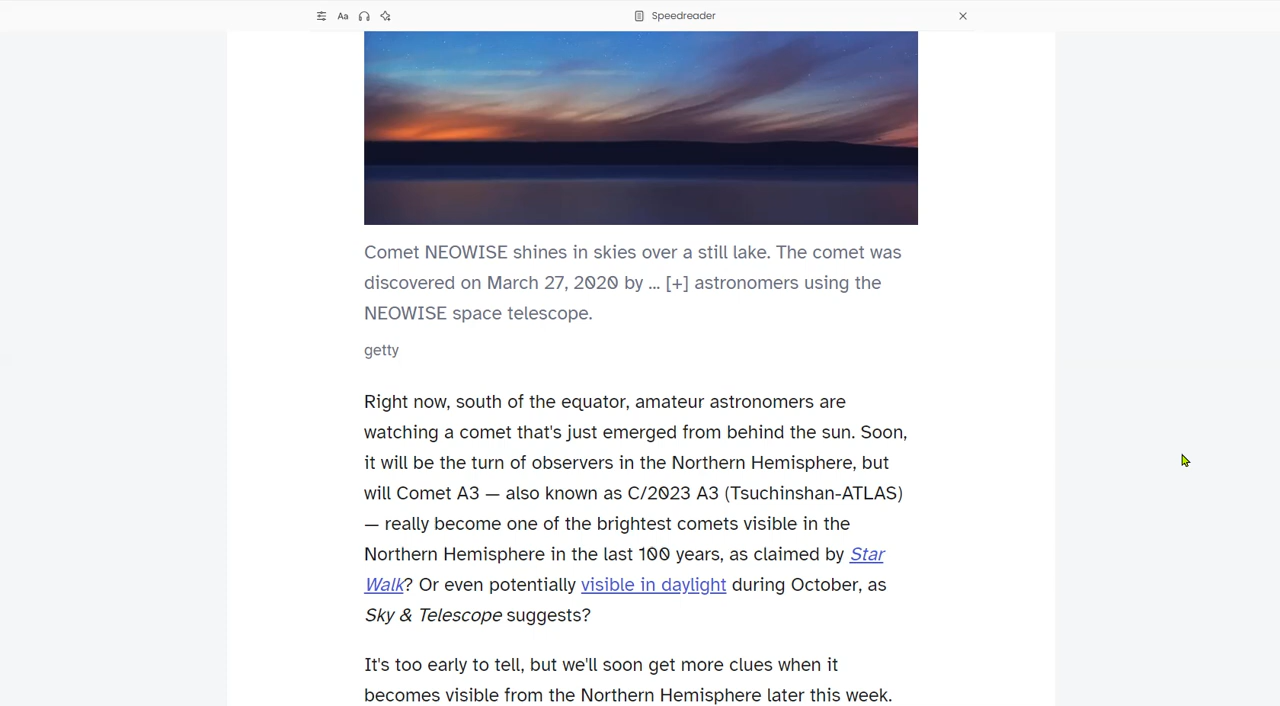 Aa
Speedreader
Comet NEOWISE shines in skies over a still lake. The comet was
discovered on March 27, 2020 by ... [+] astronomers using the
NEOWISE space telescope.
getty
Right now, south of the equator, amateur astronomers are
watching a comet that's just emerged from behind the sun. Soon,
it will be the turn of observers in the Northern Hemisphere, but
will Comet A3 — also known as C/2023 A3 (Tsuchinshan-ATLAS)
— really become one of the brightest comets visible in the
Northern Hemisphere in the last 100 years, as claimed by Star
Walk? Or even potentially visible in daylight during October, as
Sky & Telescope suggests?
It's too early to tell, but we'll soon get more clues when it
becomes visible from the Northern Hemisphere later this week.